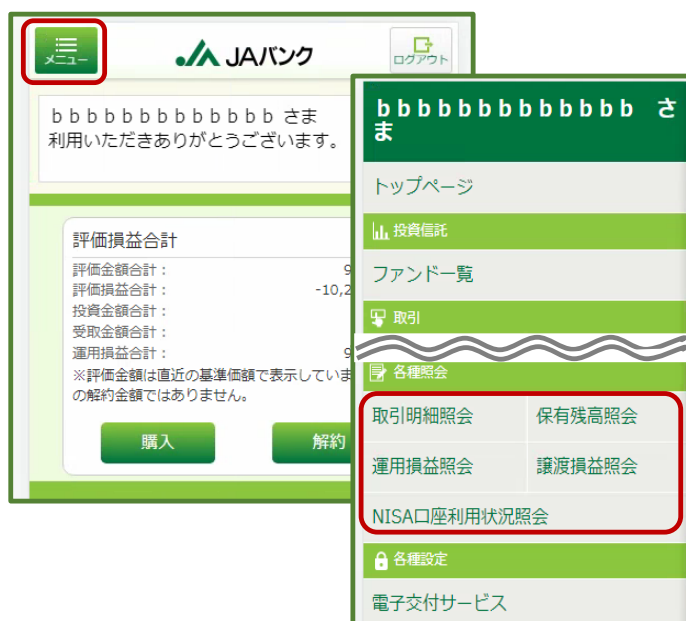 メニュー
JAバンク
ログアウト
ｂｂｂｂｂｂｂｂｂｂｂｂｂ さま
利用いただきありがとうございます。
評価損益合計
評価金額合計： 9
評価損益合計： -10,2
投資金額合計：
受取金額合計：
運用損益合計： 9
※評価金額は直近の基準価額で表示していま
の解約金額ではありません。
購入
解約
ｂｂｂｂｂｂｂｂｂｂｂｂｂ さ
ま
トップページ
投資信託
ファンド一覧
取引
各種照会
取引明細照会 保有残高照会
運用損益照会 譲渡損益照会
NISA口座利用状況照会
各種設定
電子交付サービス